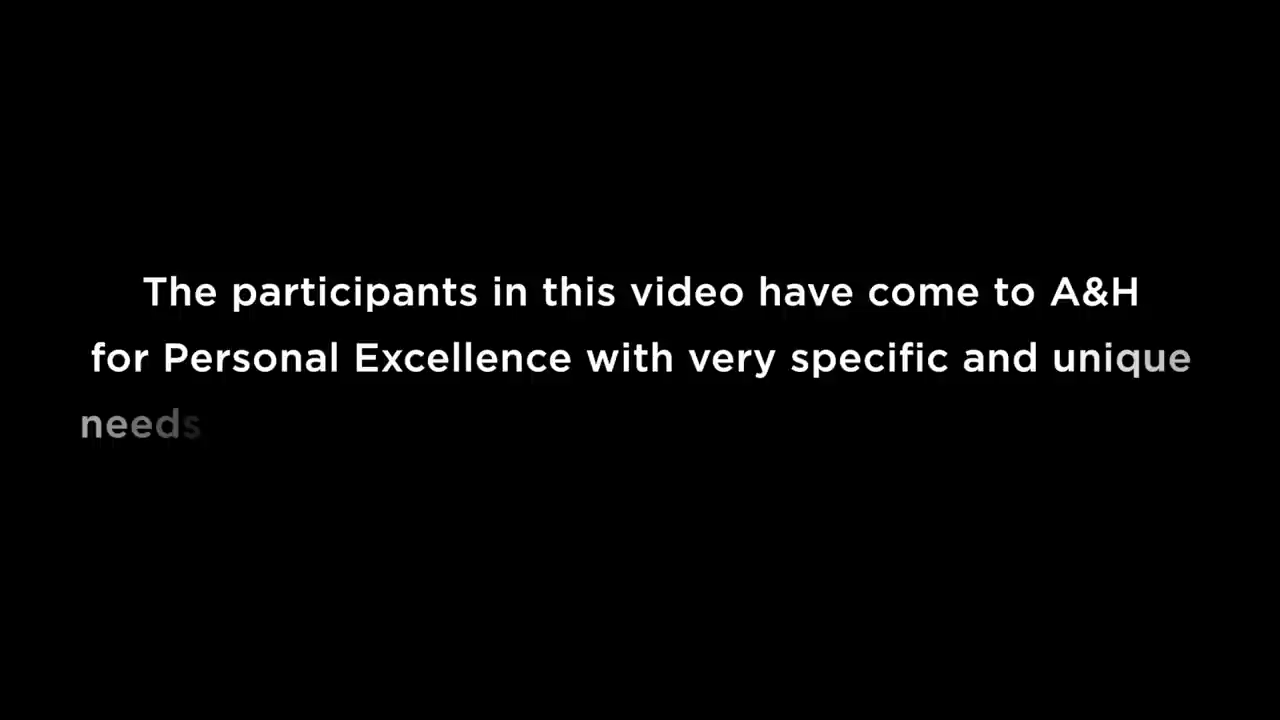 The participants in this video have come to A&H
for Personal Excellence with very specific and unique
needs